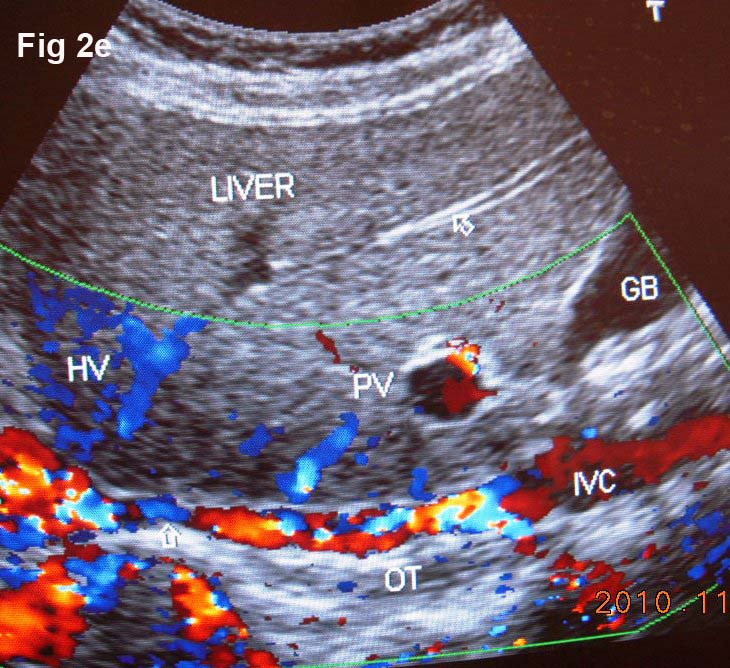 T
Fig 2e
LIVER
GB
HV
PV
IVC
OT
2010.11